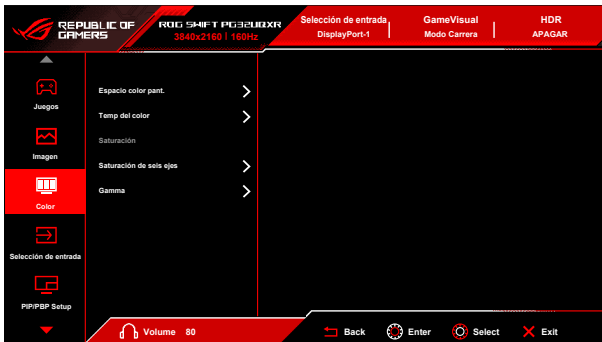 REPUBLIC OF
GAMERS
ROG SWIFT PG32UQXR
3840x2160 | 160Hz
Selección de entrada
DisplayPort-1
GameVisual
Modo Carrera
HDR
APAGAR
Juegos
Imagen
Color
Selección de entrada
PIP/PBP Setup
Espacio color pant.
Temp del color
Saturación
Saturación de seis ejes
Gamma
Volume 80
Back
Enter
Select
Exit